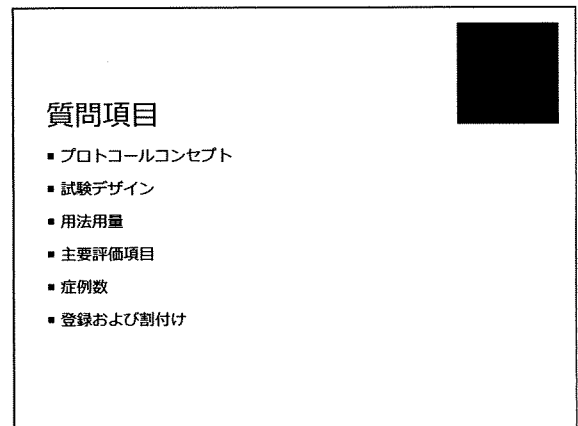 質問項目
▪ プロトコールコンセプト
▪ 試験デザイン
▪ 用法用量
▪ 主要評価項目
▪ 症例数
▪ 登録および割付け